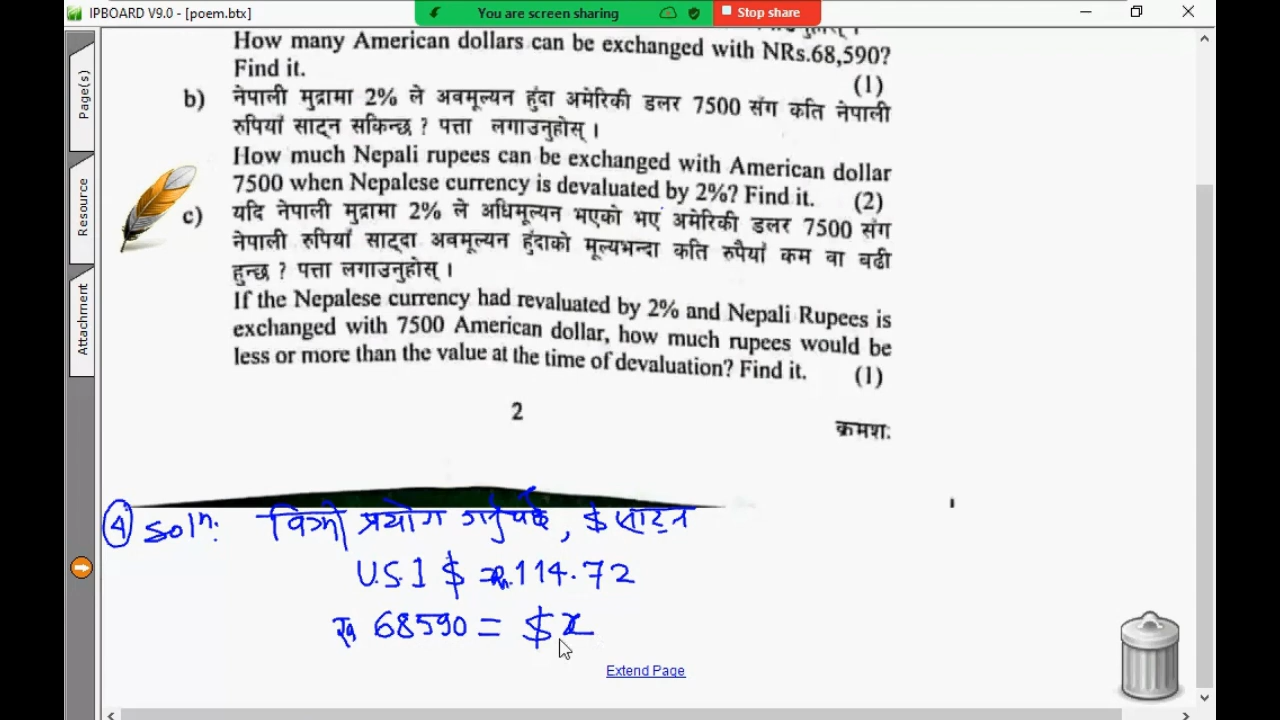 IPBOARD V9.0 - [poem.btx]
You are screen sharing
Stop share
Page(s)
Resource
Attachment
How many American dollars can be exchanged with NRs.68,590?
Find it. (1)
b) नेपाली मुद्रामा 2% ले अवमूल्यन हुँदा अमेरिकी डलर 7500 सँग कति नेपाली
रुपियाँ साट्न सकिन्छ ? पत्ता लगाउनुहोस् ।
How much Nepali rupees can be exchanged with American dollar
7500 when Nepalese currency is devaluated by 2%? Find it. (2)
c) यदि नेपाली मुद्रामा 2% ले अधिमूल्यन भएको भए अमेरिकी डलर 7500 सँग
नेपाली रुपियाँ साट्दा अवमूल्यन हुँदाको मूल्यभन्दा कति रुपैयाँ कम वा बढी
हुन्छ ? पत्ता लगाउनुहोस् ।
If the Nepalese currency had revaluated by 2% and Nepali Rupees is
exchanged with 7500 American dollar, how much rupees would be
less or more than the value at the time of devaluation? Find it. (1)
2
क्रमशः
4 Solⁿ: बिक्री प्रयोग गर्नुपर्छ, $ साट्न
U.S.1 $ = Rs.114.72
रु 68590 = $ x
Extend Page